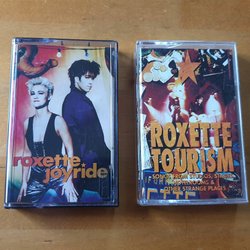 roxette
joyride
ROXETTE
TOURISM
SONGS FROM STUDIOS, STAGES,
HOTELROOMS &
OTHER STRANGE PLACES